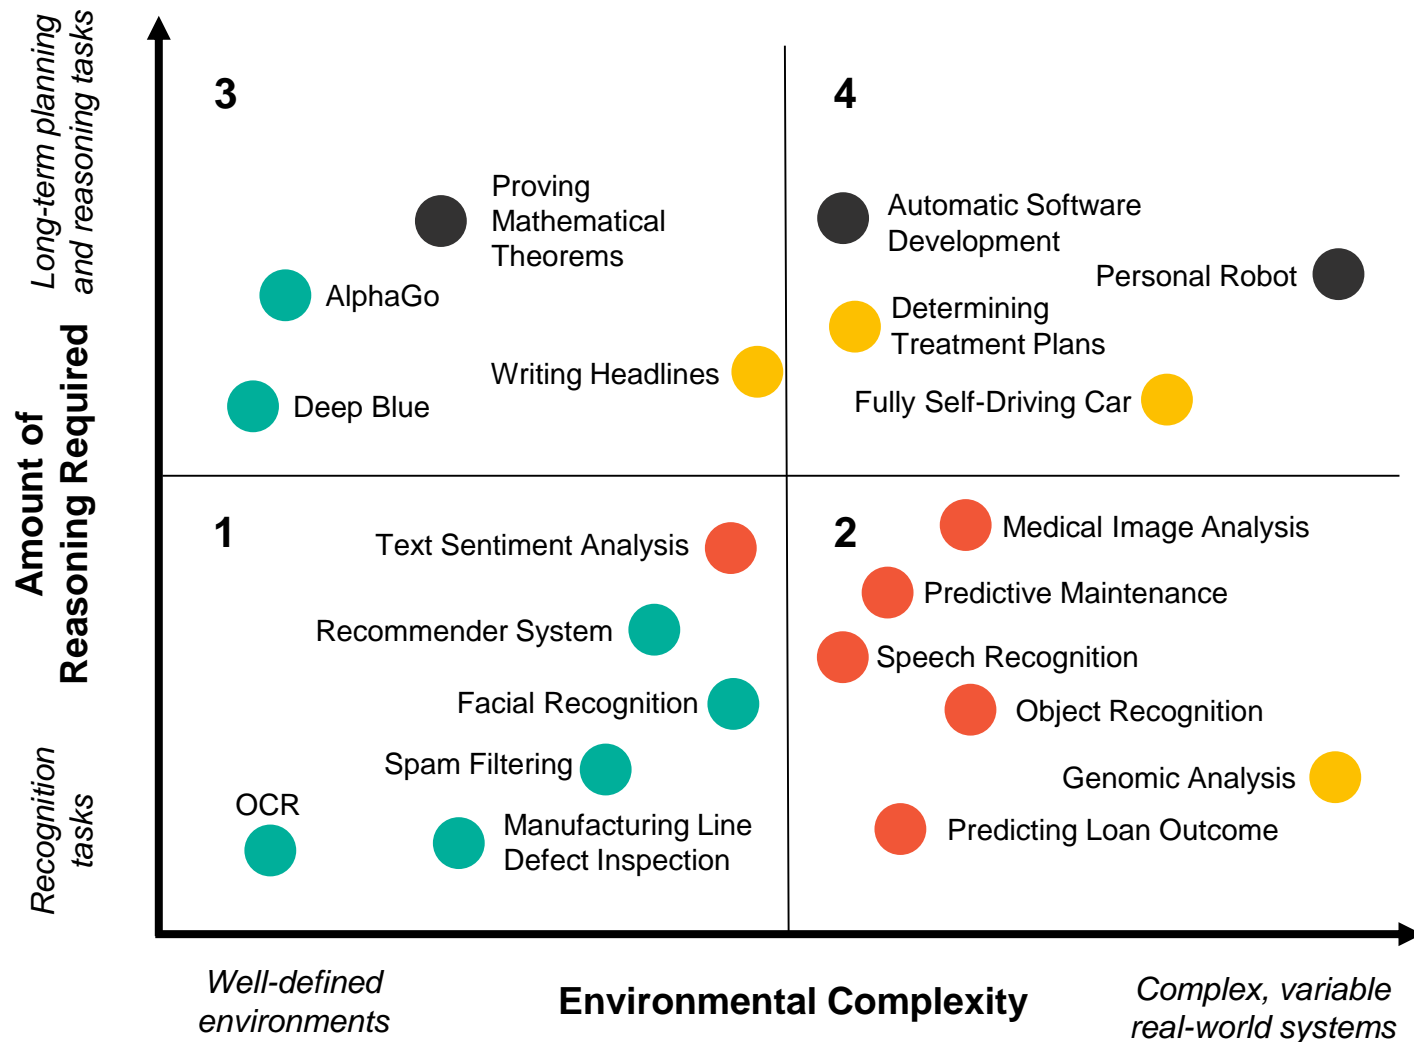 Long-term planning
and reasoning tasks
Amount of
Reasoning Required
Recognition
tasks
3
Proving
Mathematical
Theorems
AlphaGo
Writing Headlines
Deep Blue
4
Automatic Software
Development
Personal Robot
Determining
Treatment Plans
Fully Self-Driving Car
1
Text Sentiment Analysis
Recommender System
Facial Recognition
Spam Filtering
OCR
Manufacturing Line
Defect Inspection
2
Medical Image Analysis
Predictive Maintenance
Speech Recognition
Object Recognition
Genomic Analysis
Predicting Loan Outcome
Well-defined
environments
Environmental Complexity
Complex, variable
real-world systems